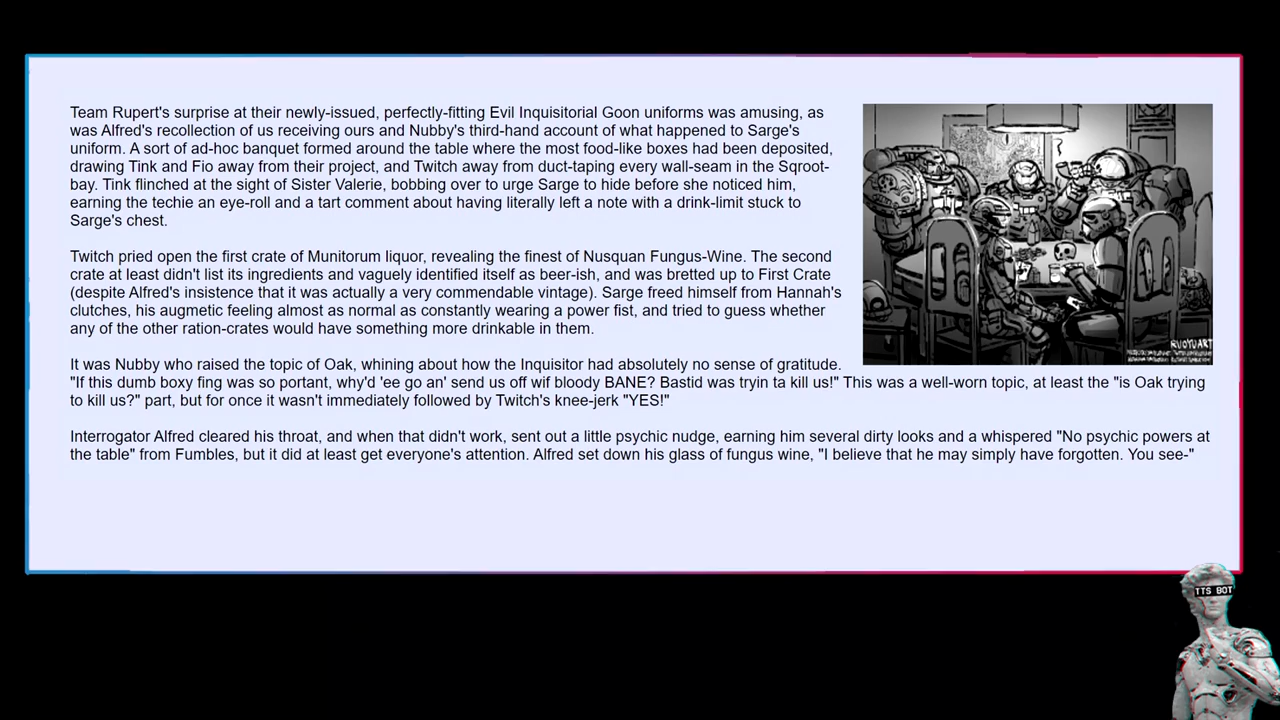 Team Rupert's surprise at their newly-issued, perfectly-fitting Evil Inquisitorial Goon uniforms was amusing, as
was Alfred's recollection of us receiving ours and Nubby's third-hand account of what happened to Sarge's
uniform. A sort of ad-hoc banquet formed around the table where the most food-like boxes had been deposited,
drawing Tink and Fio away from their project, and Twitch away from duct-taping every wall-seam in the Sqroot-
bay. Tink flinched at the sight of Sister Valerie, bobbing over to urge Sarge to hide before she noticed him,
earning the techie an eye-roll and a tart comment about having literally left a note with a drink-limit stuck to
Sarge's chest.
Twitch pried open the first crate of Munitorum liquor, revealing the finest of Nusquan Fungus-Wine. The second
crate at least didn't list its ingredients and vaguely identified itself as beer-ish, and was bretted up to First Crate
(despite Alfred's insistence that it was actually a very commendable vintage). Sarge freed himself from Hannah's
clutches, his augmetic feeling almost as normal as constantly wearing a power fist, and tried to guess whether
any of the other ration-crates would have something more drinkable in them.
It was Nubby who raised the topic of Oak, whining about how the Inquisitor had absolutely no sense of gratitude.
"If this dumb boxy fing was so portant, why'd 'ee go an' send us off wif bloody BANE? Bastid was tryin ta kill us!" This was a well-worn topic, at least the "is Oak trying
to kill us?" part, but for once it wasn't immediately followed by Twitch's knee-jerk "YES!"
Interrogator Alfred cleared his throat, and when that didn't work, sent out a little psychic nudge, earning him several dirty looks and a whispered "No psychic powers at
the table" from Fumbles, but it did at least get everyone's attention. Alfred set down his glass of fungus wine, "I believe that he may simply have forgotten. You see-"
RUOYUART
TTS BOT